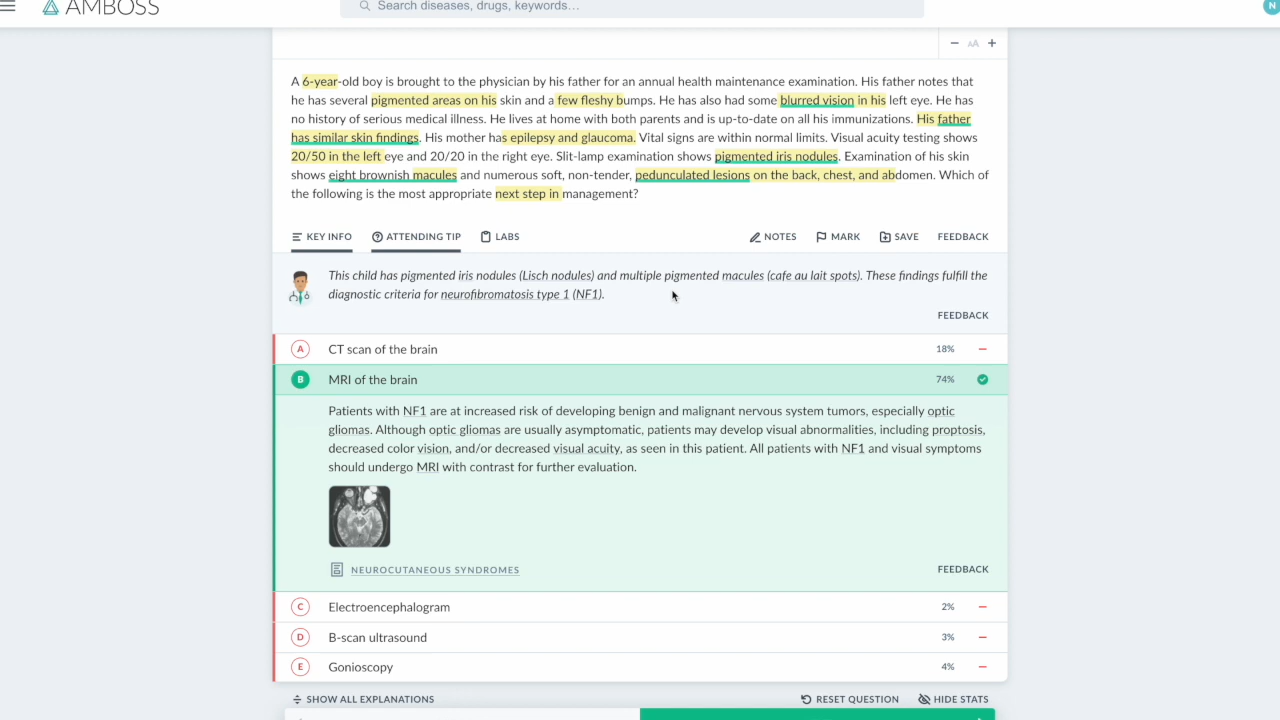 AMBOSS
Search diseases, drugs, keywords...
N
− AA +
A 6-year-old boy is brought to the physician by his father for an annual health maintenance examination. His father notes that
he has several pigmented areas on his skin and a few fleshy bumps. He has also had some blurred vision in his left eye. He has
no history of serious medical illness. He lives at home with both parents and is up-to-date on all his immunizations. His father
has similar skin findings. His mother has epilepsy and glaucoma. Vital signs are within normal limits. Visual acuity testing shows
20/50 in the left eye and 20/20 in the right eye. Slit-lamp examination shows pigmented iris nodules. Examination of his skin
shows eight brownish macules and numerous soft, non-tender, pedunculated lesions on the back, chest, and abdomen. Which of
the following is the most appropriate next step in management?
KEY INFO ATTENDING TIP LABS NOTES MARK SAVE FEEDBACK
This child has pigmented iris nodules (Lisch nodules) and multiple pigmented macules (cafe au lait spots). These findings fulfill the
diagnostic criteria for neurofibromatosis type 1 (NF1).
FEEDBACK
A CT scan of the brain 18%
B MRI of the brain 74%
Patients with NF1 are at increased risk of developing benign and malignant nervous system tumors, especially optic
gliomas. Although optic gliomas are usually asymptomatic, patients may develop visual abnormalities, including proptosis,
decreased color vision, and/or decreased visual acuity, as seen in this patient. All patients with NF1 and visual symptoms
should undergo MRI with contrast for further evaluation.
NEUROCUTANEOUS SYNDROMES FEEDBACK
C Electroencephalogram 2%
D B-scan ultrasound 3%
E Gonioscopy 4%
SHOW ALL EXPLANATIONS RESET QUESTION HIDE STATS